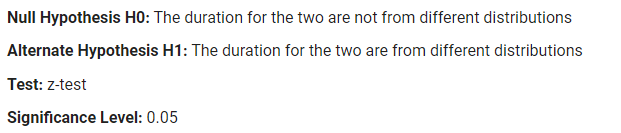 Null Hypothesis H0: The duration for the two are not from different distributions
Alternate Hypothesis H1: The duration for the two are from different distributions
Test: z-test
Significance Level: 0.05